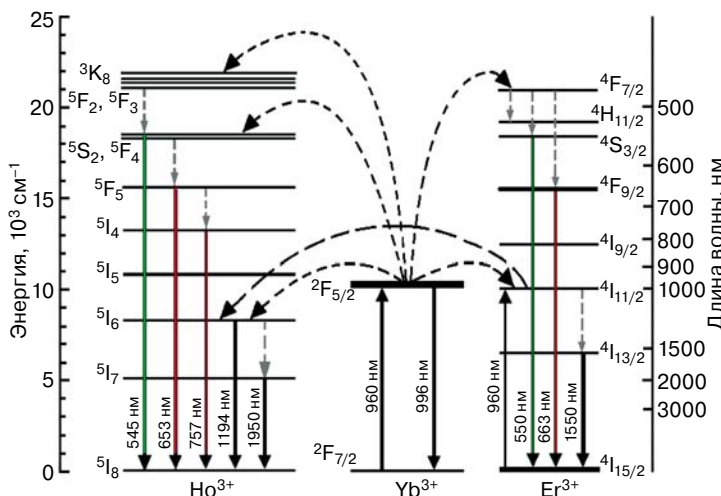 Энергия, 10³ см⁻¹
25
20
15
10
5
0
³K₈
⁵F₂, ⁵F₃
⁵S₂, ⁵F₄
⁵F₅
⁵I₄
⁵I₅
⁵I₆
⁵I₇
⁵I₈
545 нм
653 нм
757 нм
1194 нм
1950 нм
Ho³⁺
²F₅/₂
960 нм
996 нм
²F₇/₂
Yb³⁺
⁴F₇/₂
⁴H₁₁/₂
⁴S₃/₂
⁴F₉/₂
⁴I₉/₂
⁴I₁₁/₂
⁴I₁₃/₂
⁴I₁₅/₂
960 нм
550 нм
663 нм
1550 нм
Er³⁺
500
600
700
800
900
1000
1500
2000
3000
Длина волны, нм